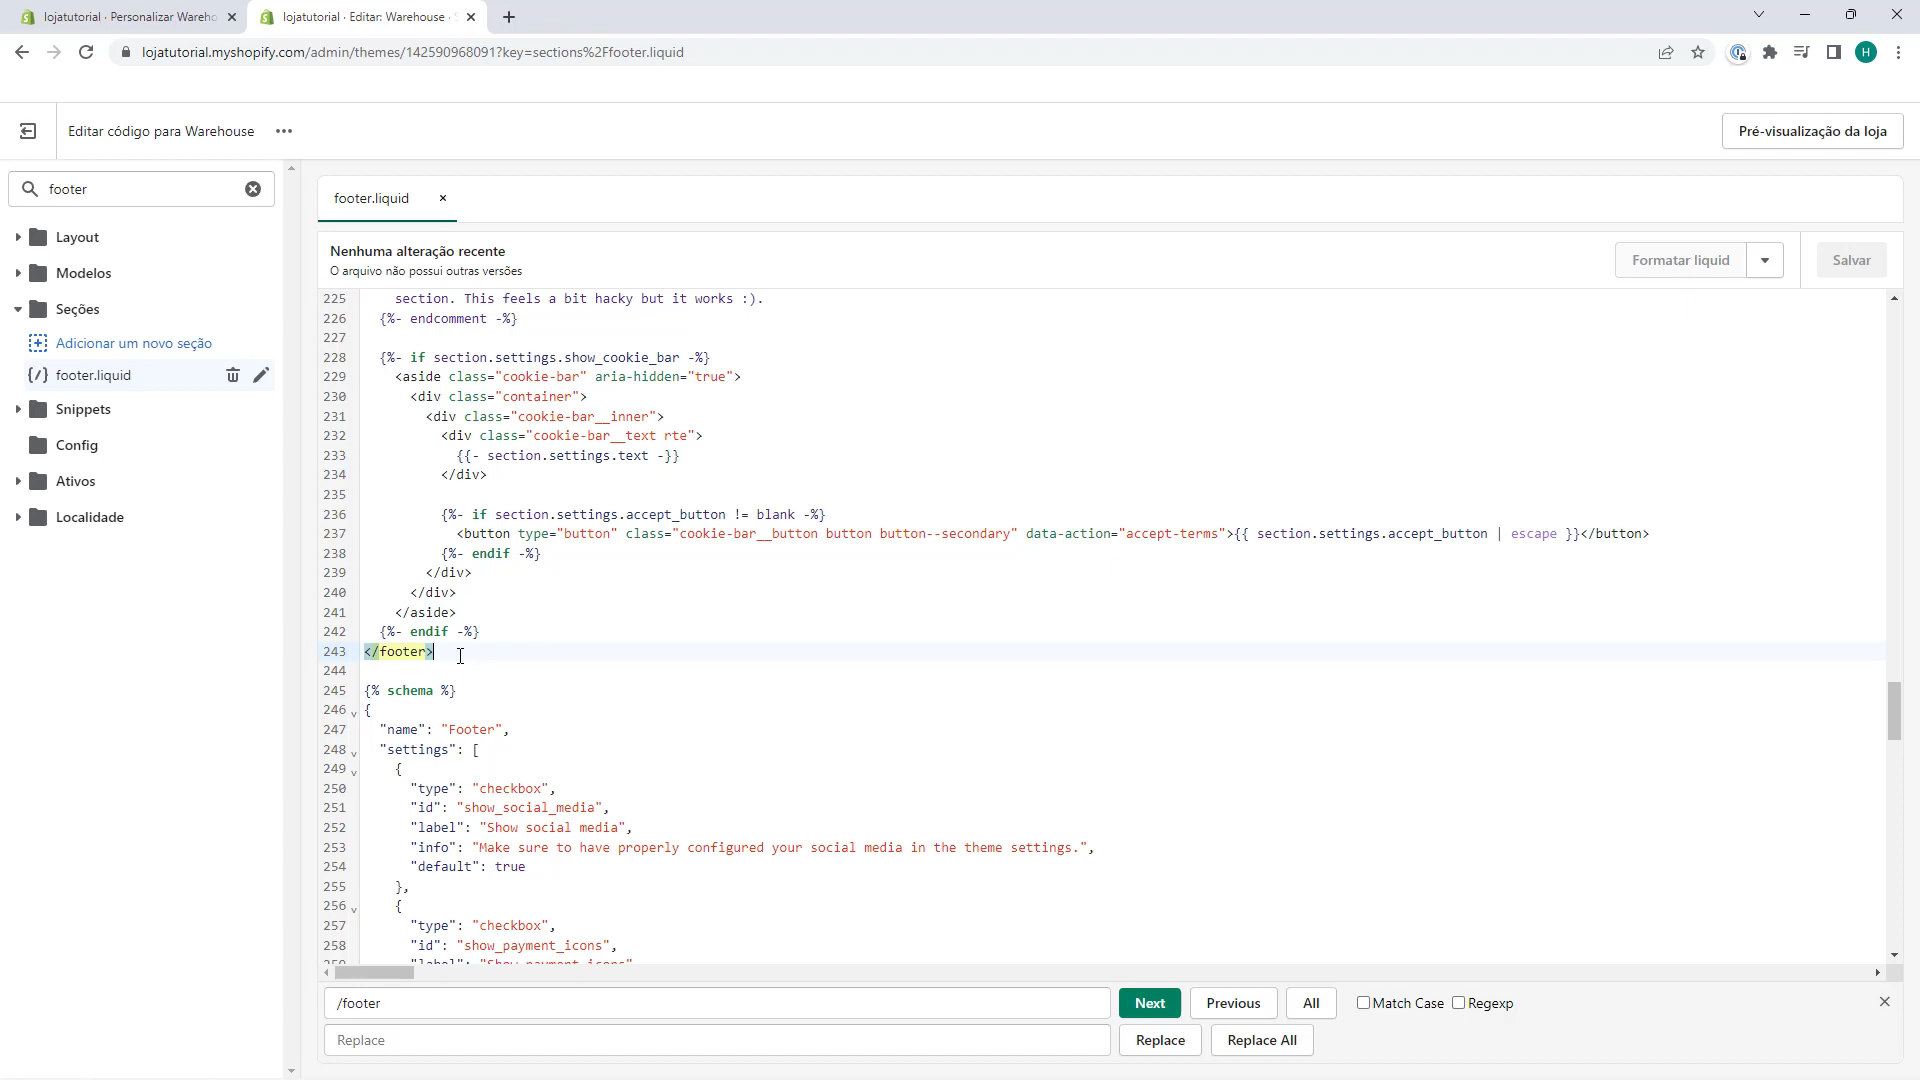 lojatutorial · Personalizar Wareho
lojatutorial · Editar: Warehouse ·
lojatutorial.myshopify.com/admin/themes/142590968091?key=sections%2Ffooter.liquid
H
Editar código para Warehouse
Pré-visualização da loja
footer
Layout
Modelos
Seções
Adicionar um novo seção
{/} footer.liquid
Snippets
Config
Ativos
Localidade
footer.liquid
Nenhuma alteração recente
O arquivo não possui outras versões
Formatar liquid
Salvar
225 section. This feels a bit hacky but it works :).
226 {%- endcomment -%}
227
228 {%- if section.settings.show_cookie_bar -%}
229 <aside class="cookie-bar" aria-hidden="true">
230 <div class="container">
231 <div class="cookie-bar__inner">
232 <div class="cookie-bar__text rte">
233 {{- section.settings.text -}}
234 </div>
235
236 {%- if section.settings.accept_button != blank -%}
237 <button type="button" class="cookie-bar__button button button--secondary" data-action="accept-terms">{{ section.settings.accept_button | escape }}</button>
238 {%- endif -%}
239 </div>
240 </div>
241 </aside>
242 {%- endif -%}
243 </footer>
244
245 {% schema %}
246 {
247 "name": "Footer",
248 "settings": [
249 {
250 "type": "checkbox",
251 "id": "show_social_media",
252 "label": "Show social media",
253 "info": "Make sure to have properly configured your social media in the theme settings.",
254 "default": true
255 },
256 {
257 "type": "checkbox",
258 "id": "show_payment_icons",
259 "label": "Show payment icons"
/footer
Next
Previous
All
Match Case
Regexp
Replace
Replace
Replace All